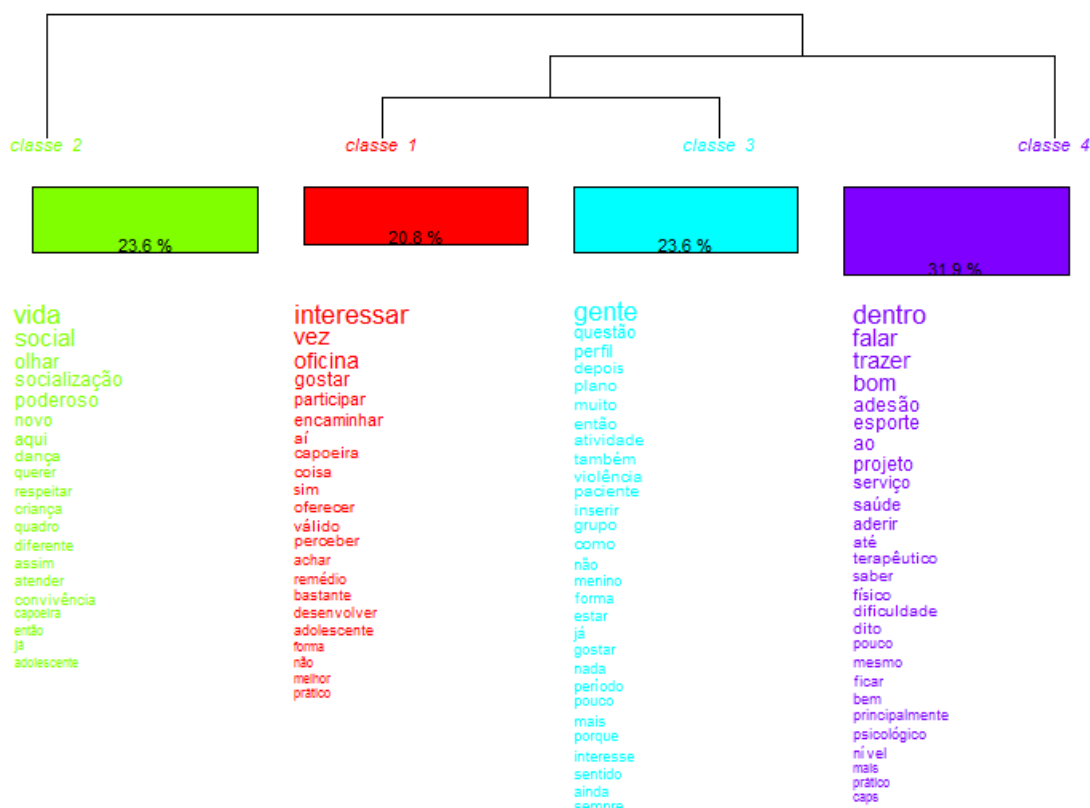 classe 2
classe 1
classe 3
classe 4
23.6 %
20.8 %
23.6 %
31.9 %
vida
social
olhar
socialização
poderoso
novo
aqui
dança
querer
respeitar
criança
quadro
diferente
assim
atender
convivência
capoeira
então
já
adolescente
interessar
vez
oficina
gostar
participar
encaminhar
aí
capoeira
coisa
sim
oferecer
válido
perceber
achar
remédio
bastante
desenvolver
adolescente
forma
não
melhor
prático
gente
questão
perfil
depois
plano
muito
então
atividade
também
violência
paciente
inserir
grupo
como
não
menino
forma
estar
já
gostar
nada
período
pouco
mais
porque
interesse
sentido
ainda
sempre
dentro
falar
trazer
bom
adesão
esporte
ao
projeto
serviço
saúde
aderir
até
terapêutico
saber
físico
dificuldade
dito
pouco
mesmo
ficar
bem
principalmente
psicológico
nível
mais
prático
caps